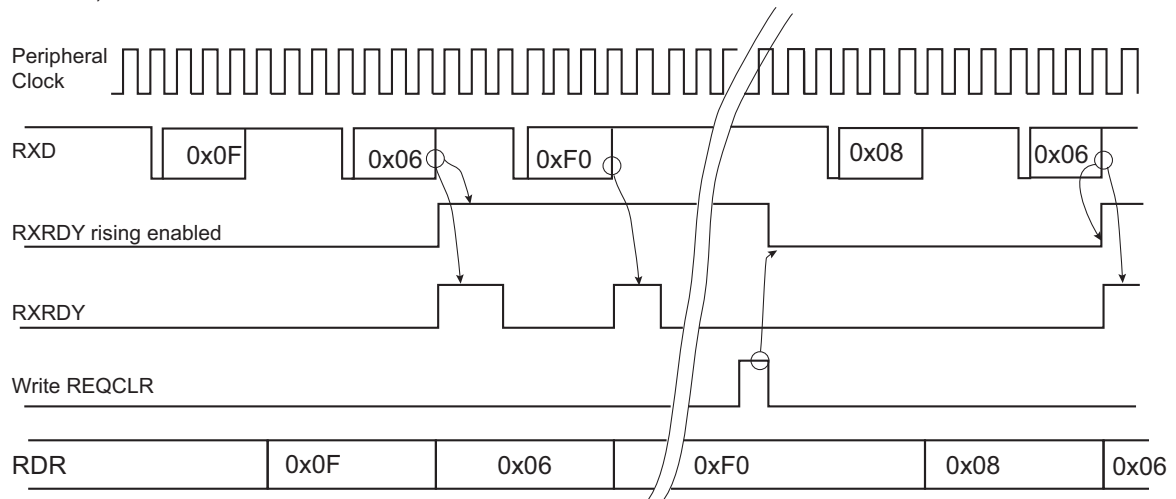 Peripheral
Clock
RXD
0x0F
0x06
0xF0
0x08
0x06
RXRDY rising enabled
RXRDY
Write REQCLR
RDR
0x0F
0x06
0xF0
0x08
0x06